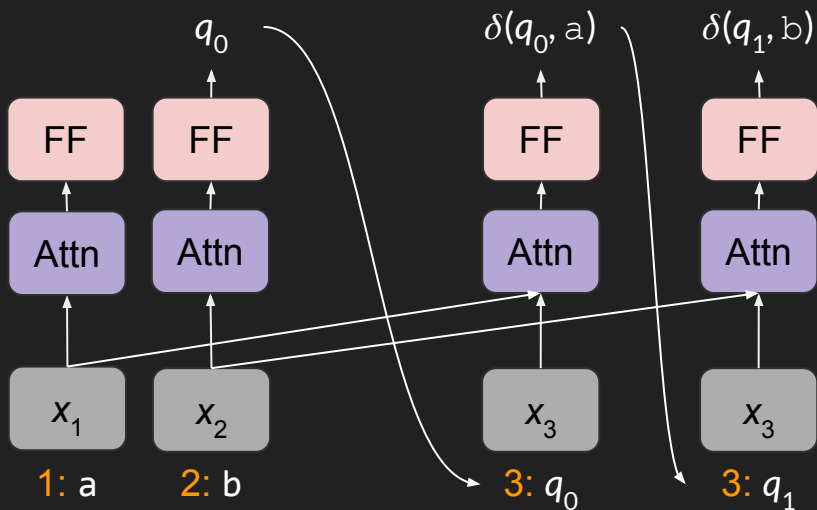 q₀ δ(q₀, a) δ(q₁, b)
FF FF FF FF
Attn Attn Attn Attn
x₁ x₂ x₃ x₃
1: a 2: b 3: q₀ 3: q₁